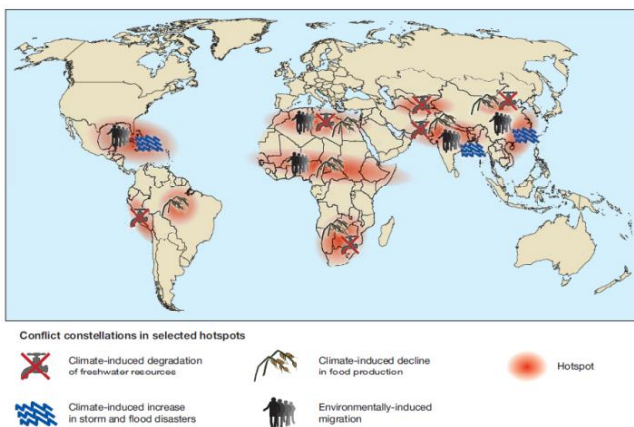 Conflict constellations in selected hotspots
Climate-induced degradation
of freshwater resources
Climate-induced decline
in food production
Hotspot
Climate-induced increase
in storm and flood disasters
Environmentally-induced
migration